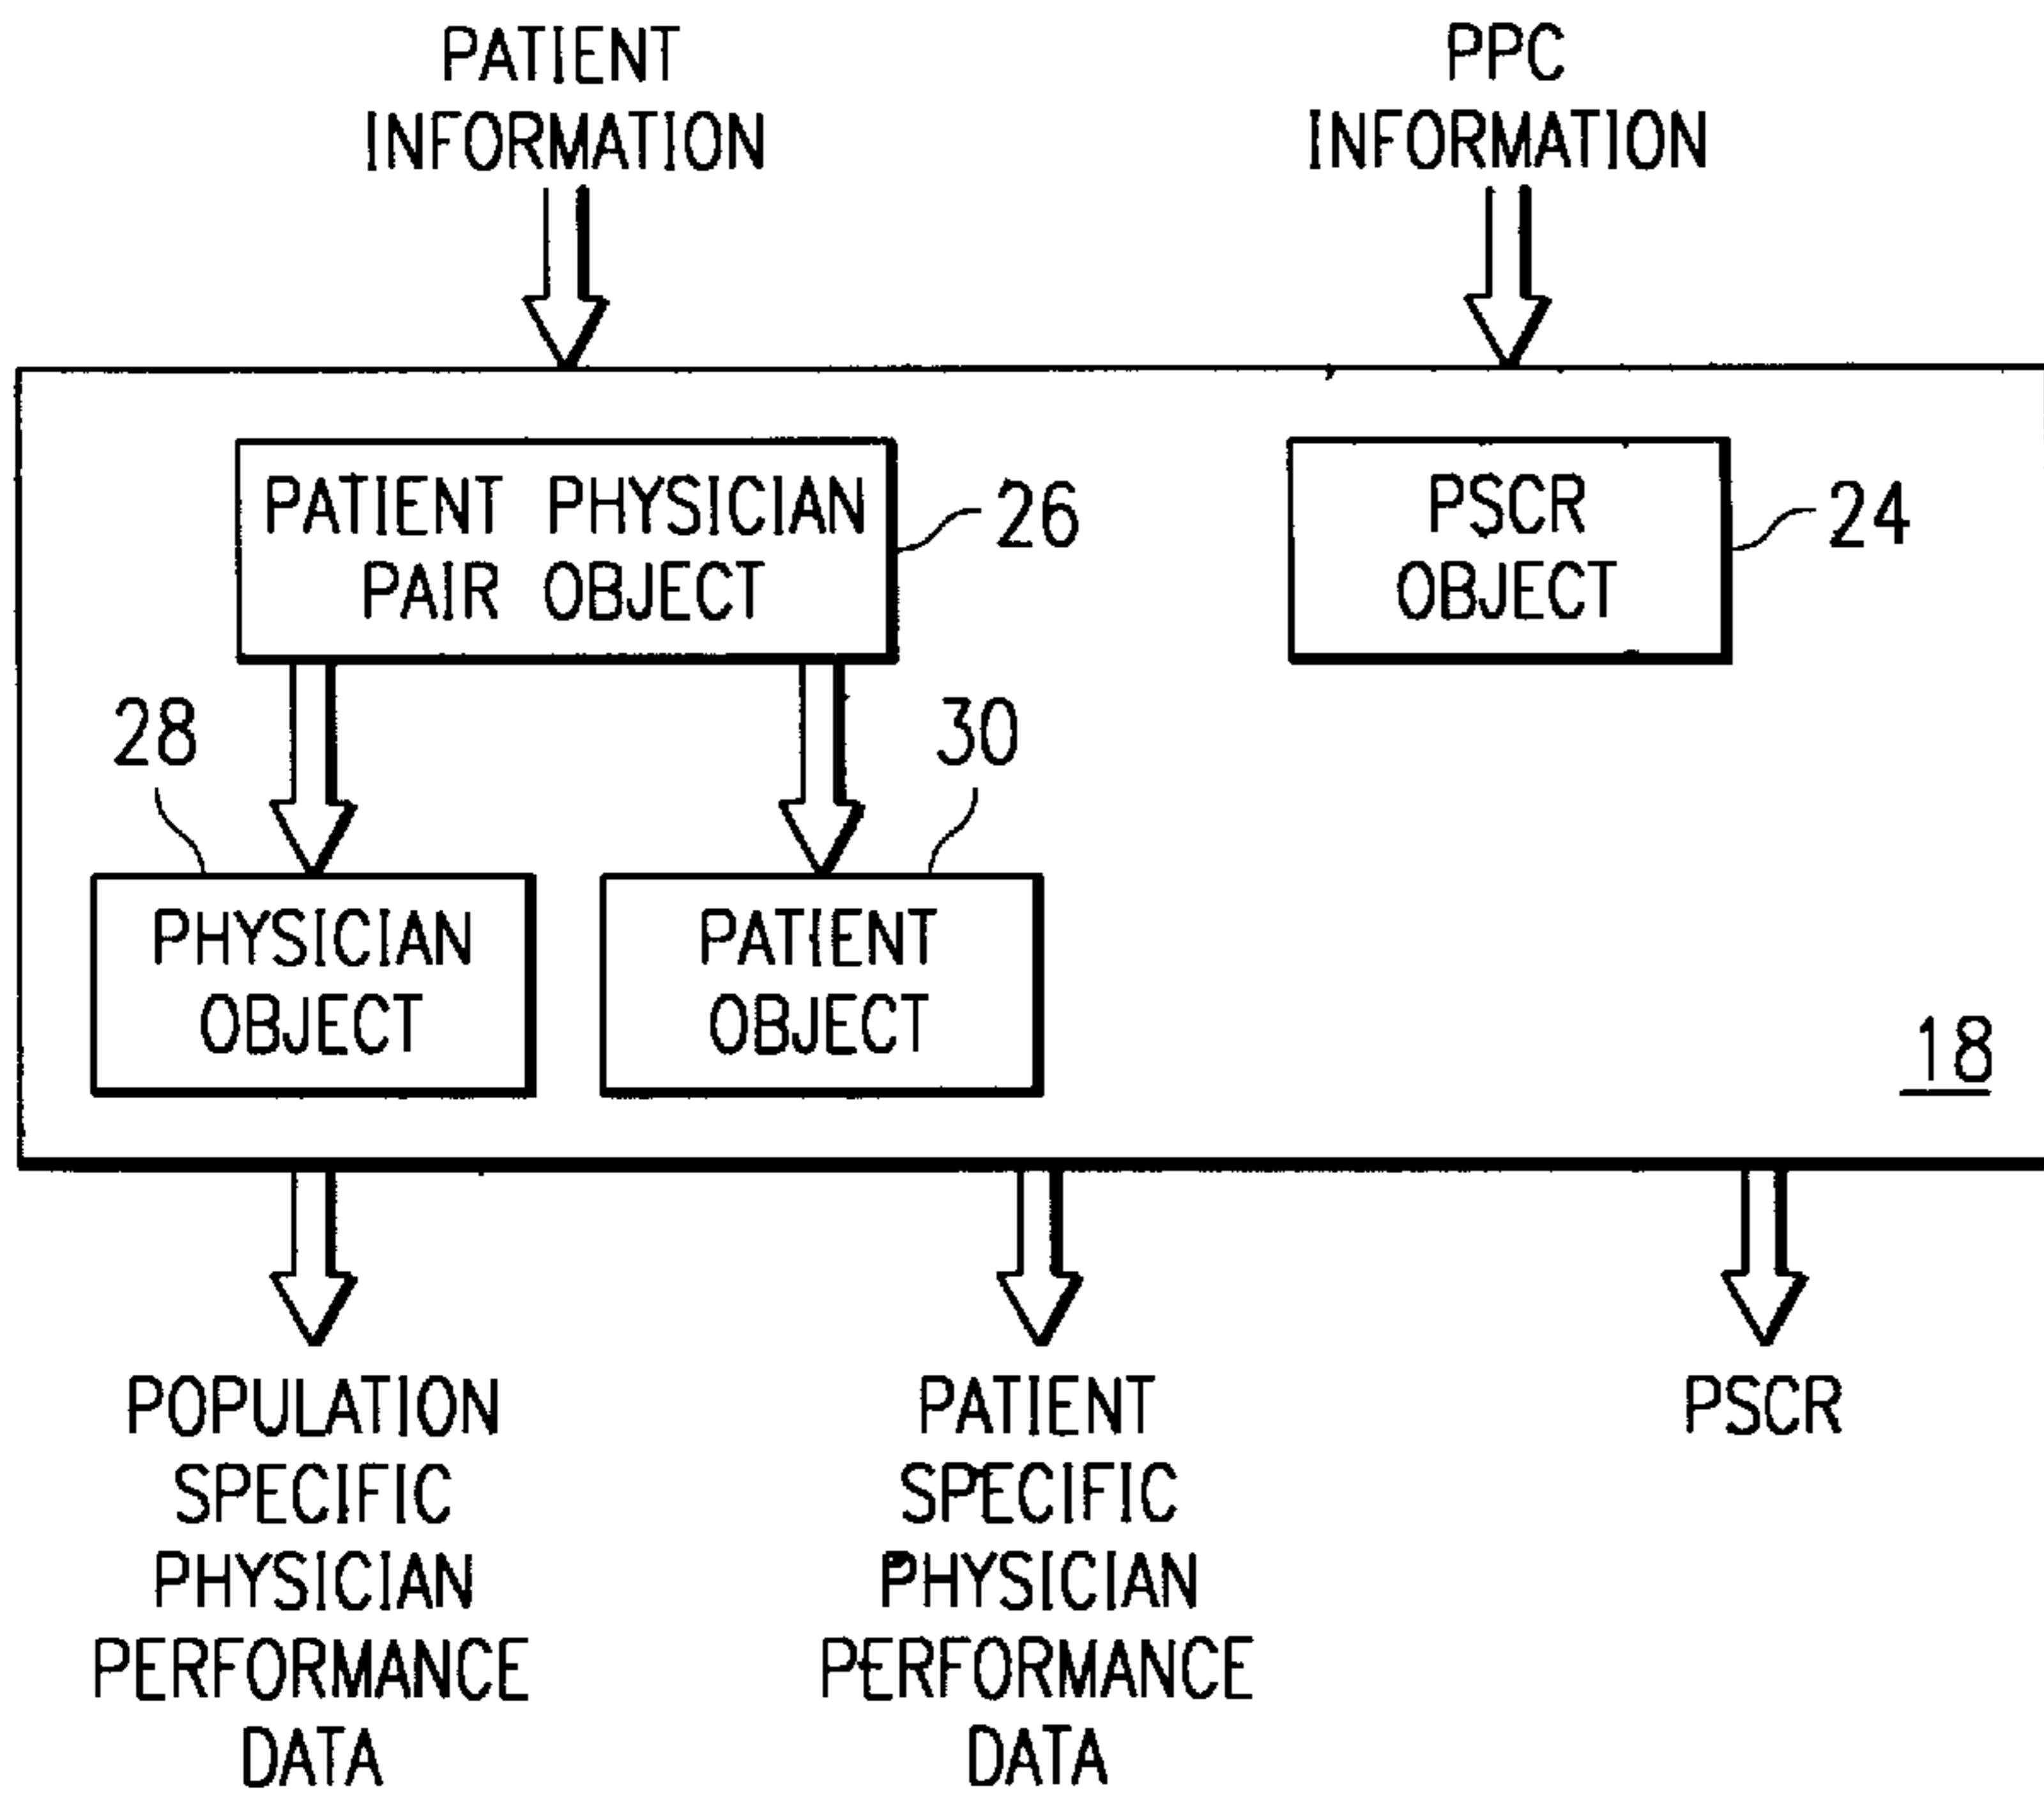 PATIENT
INFORMATION
PPC
INFORMATION
PATIENT PHYSICIAN
PAIR OBJECT
26
PSCR
OBJECT
24
28
30
PHYSICIAN
OBJECT
PATIENT
OBJECT
18
POPULATION
SPECIFIC
PHYSICIAN
PERFORMANCE
DATA
PATIENT
SPECIFIC
PHYSICIAN
PERFORMANCE
DATA
PSCR